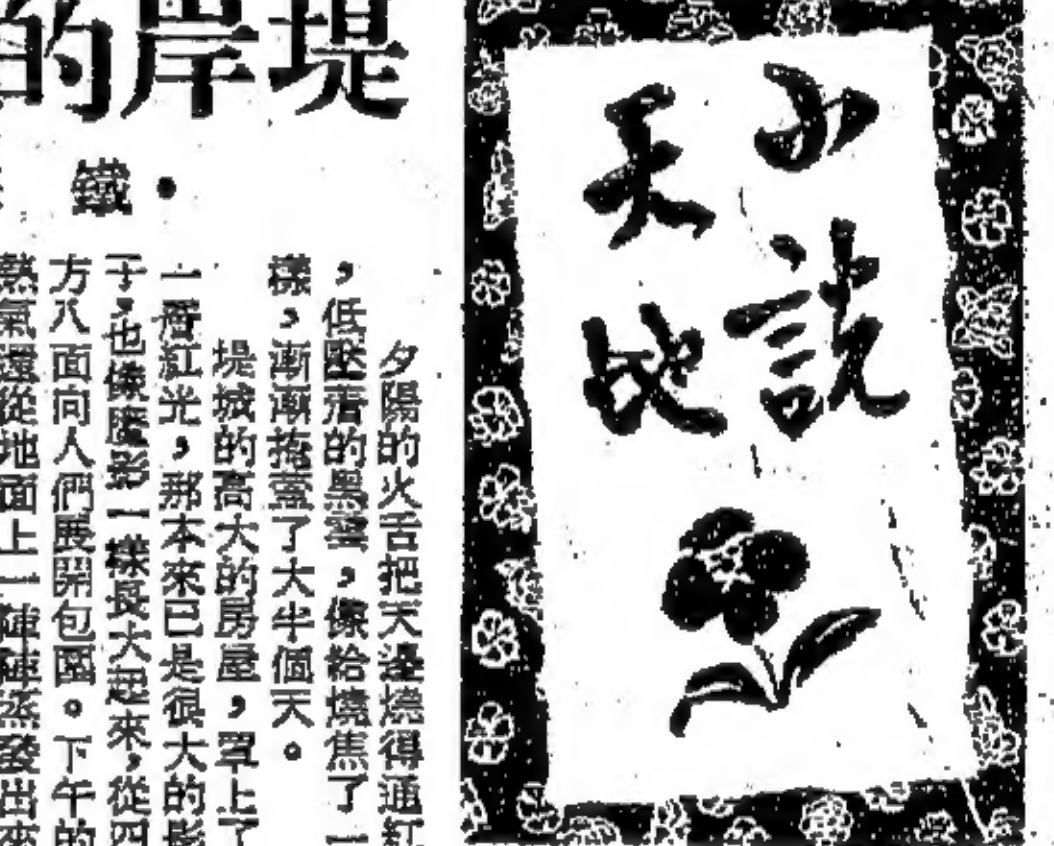 小說
天地
堤岸的
•鐵
夕陽的火舌把天邊燒得通紅
，低壓着的黑雲，像給燒焦了一
樣，漸漸掩蓋了大半個天。
堤城的高大的房屋，罩上了
一層紅光，那本來已是很大的影
子，也像魔影一樣長大起來，從四
方八面向人們展開包圍。下午的
熱氣還從地面上一陣陣蒸發出來